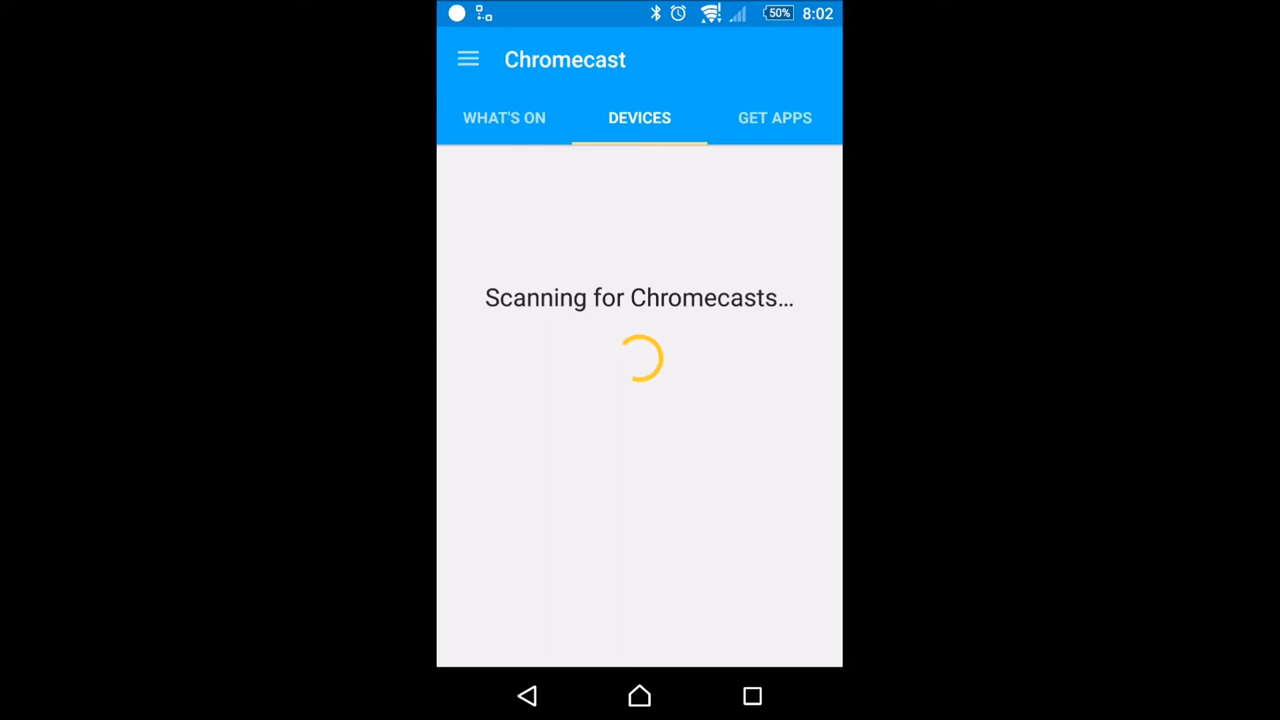 50% 8:02
Chromecast
WHAT'S ON DEVICES GET APPS
Scanning for Chromecasts...